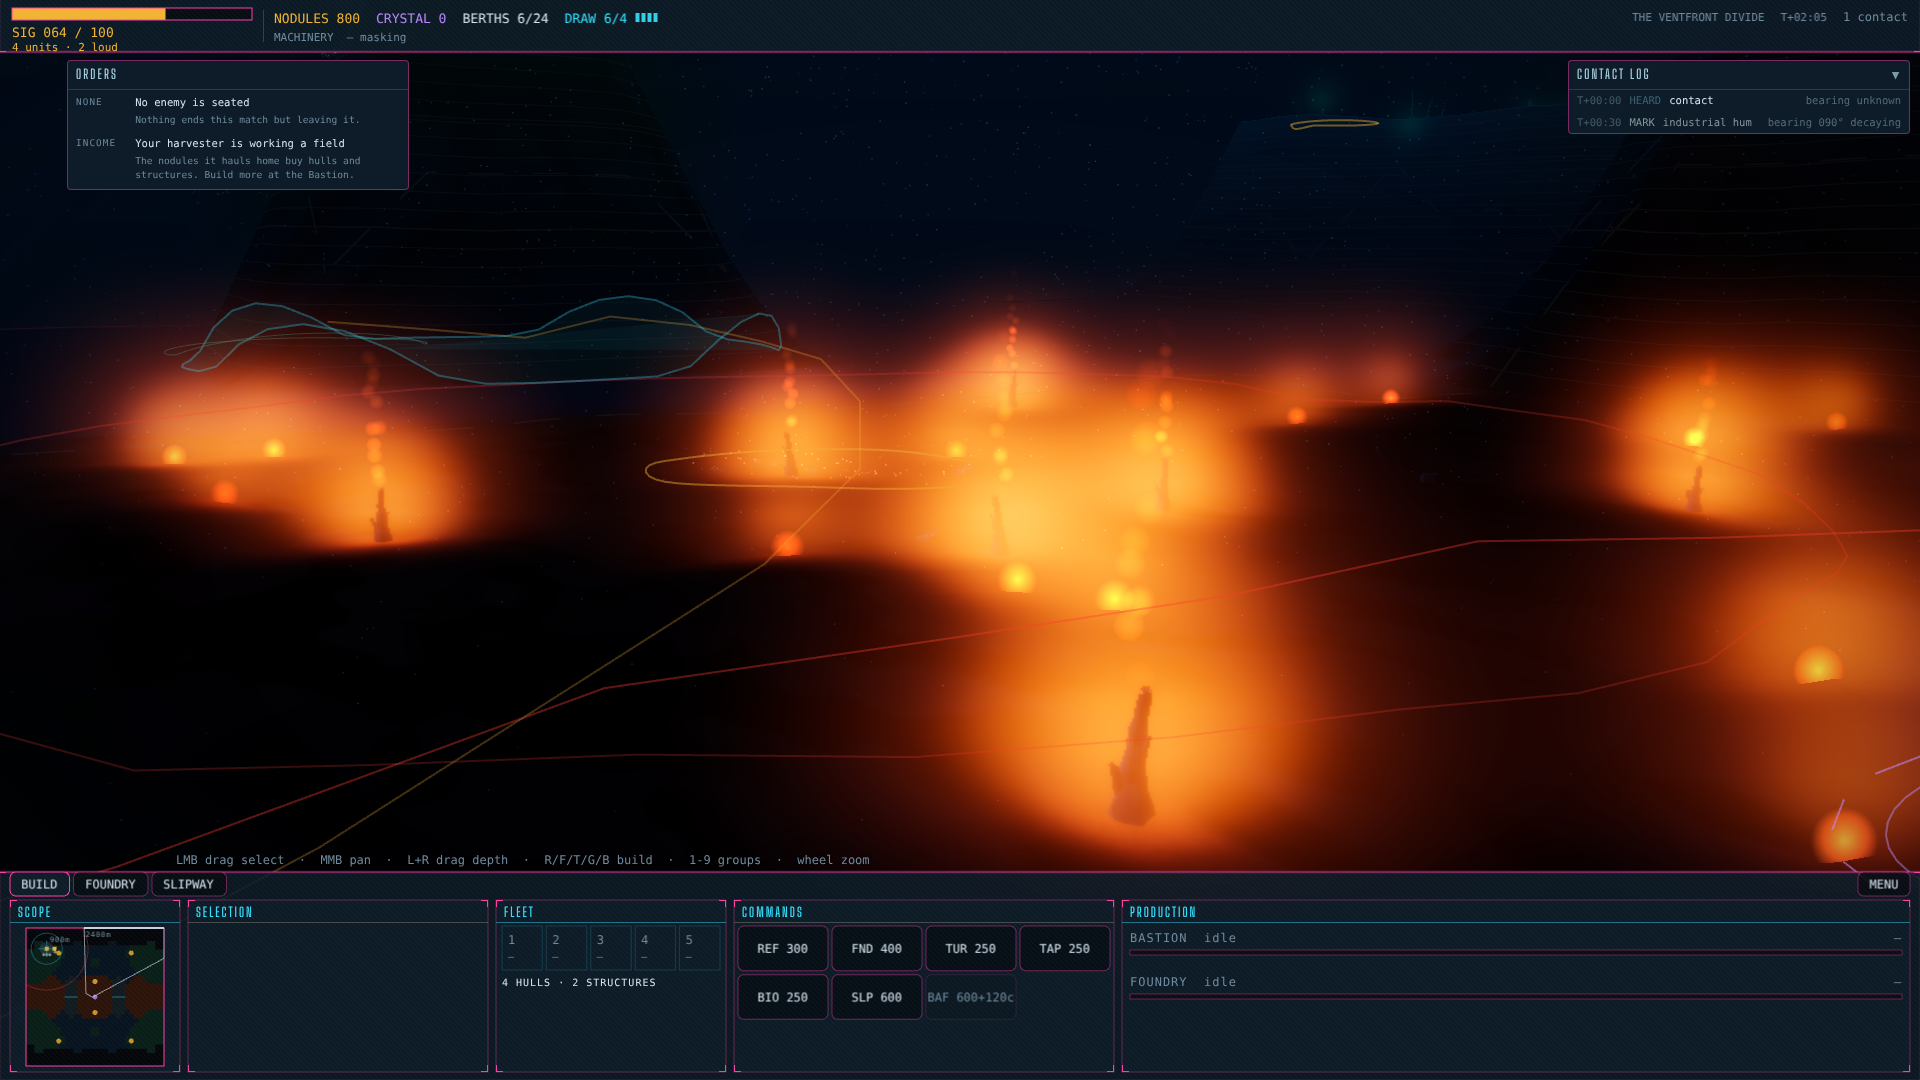 SIG 064 / 100
4 units · 2 loud
NODULES 800 CRYSTAL 0 BERTHS 6/24 DRAW 6/4
MACHINERY — masking
THE VENTFRONT DIVIDE T+02:05 1 contact
ORDERS
NONE No enemy is seated
Nothing ends this match but leaving it.
INCOME Your harvester is working a field
The nodules it hauls home buy hulls and
structures. Build more at the Bastion.
CONTACT LOG ▼
T+00:00 HEARD contact bearing unknown
T+00:30 MARK industrial hum bearing 090° decaying
LMB drag select · MMB pan · L+R drag depth · R/F/T/G/B build · 1-9 groups · wheel zoom
BUILD FOUNDRY SLIPWAY MENU
SCOPE
900m 2400m
SELECTION
FLEET
1 2 3 4 5
— — — — —
4 HULLS · 2 STRUCTURES
COMMANDS
REF 300 FND 400 TUR 250 TAP 250
BIO 250 SLP 600 BAF 600+120c
PRODUCTION
BASTION idle —
FOUNDRY idle —